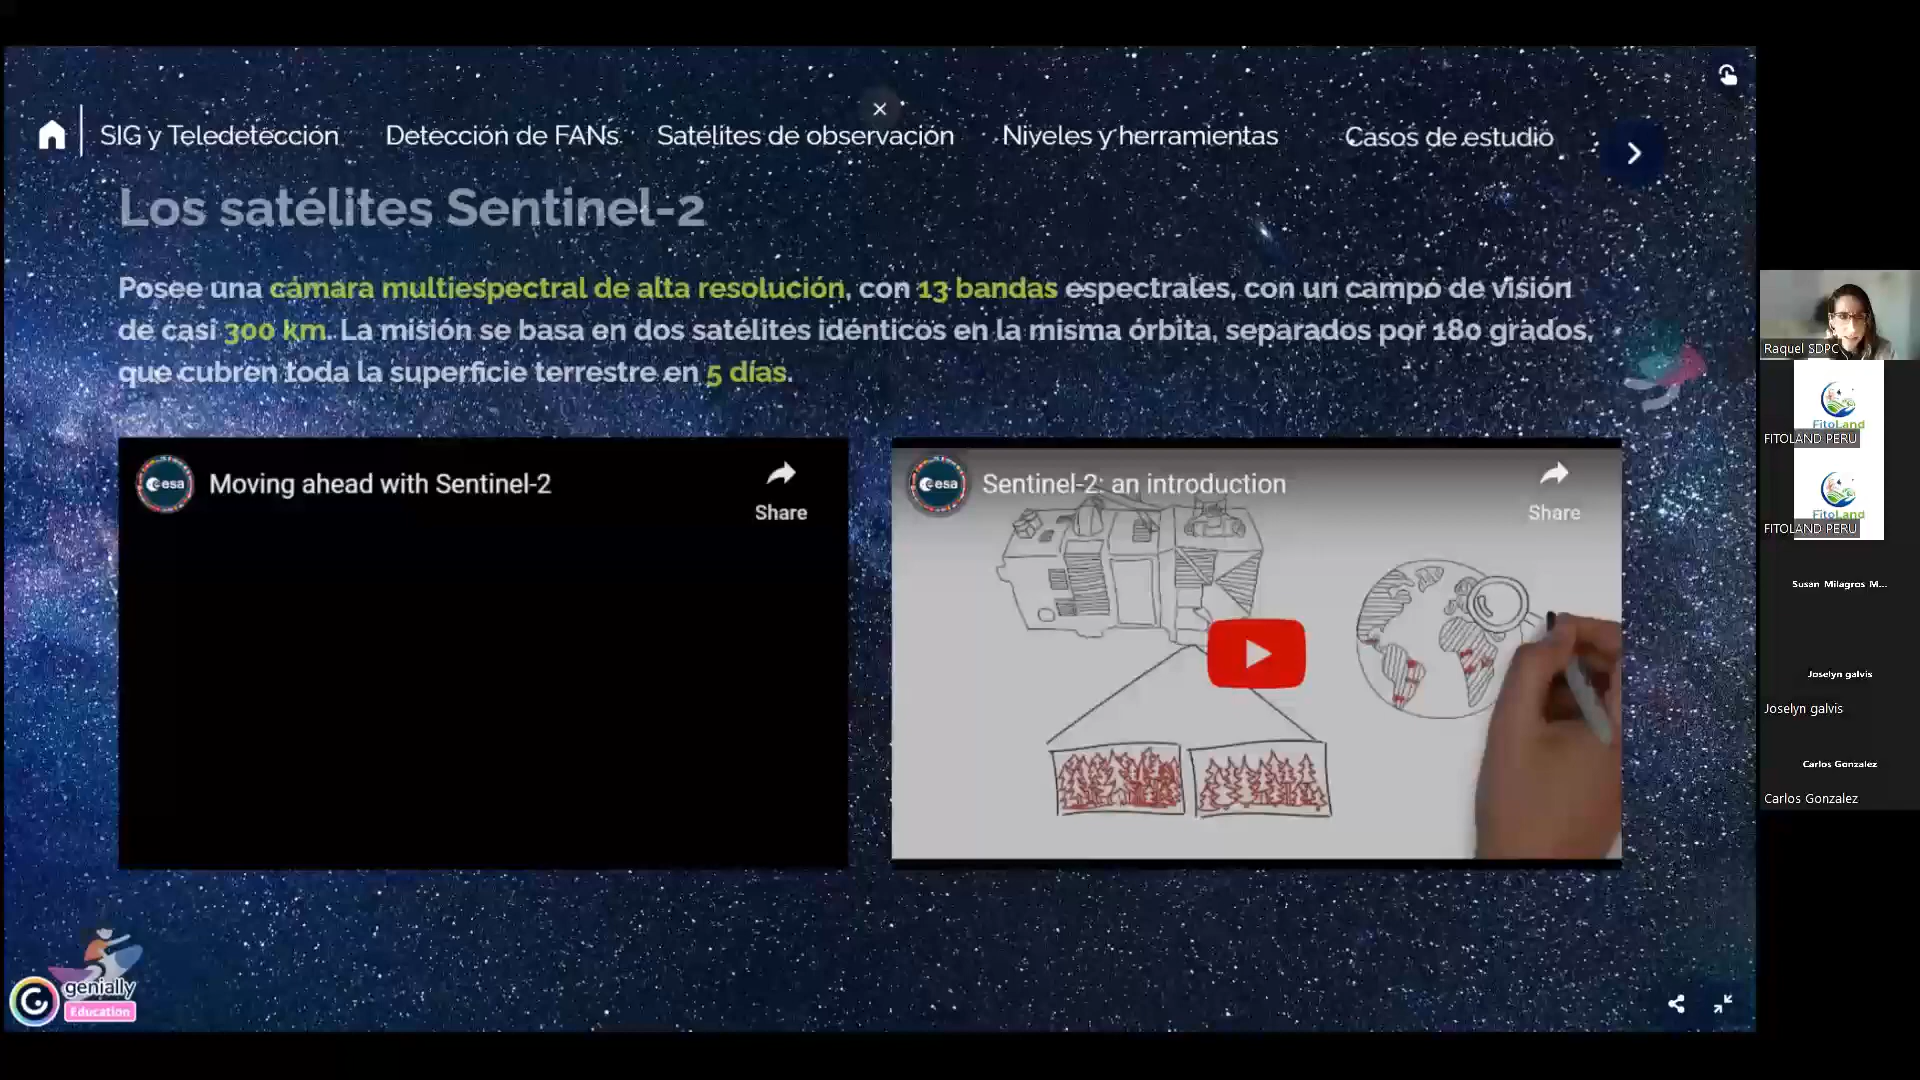 SIG y Teledetección
Detección de FANs
Satélites de observación
Niveles y herramientas
Casos de estudio
Los satélites Sentinel-2
Posee una cámara multiespectral de alta resolución, con 13 bandas espectrales, con un campo de visión
de casi 300 km. La misión se basa en dos satélites idénticos en la misma orbita, separados por 180 grados,
que cubren toda la superficie terrestre en 5 días.
esa
Moving ahead with Sentinel-2
Share
esa
Sentinel-2: an introduction
Share
genially
Education
Raquel SDPC
FitoLand
FITOLAND PERU
FitoLand
FITOLAND PERU
Susan Milagros M...
Joselyn galvis
Joselyn galvis
Carlos Gonzalez
Carlos Gonzalez